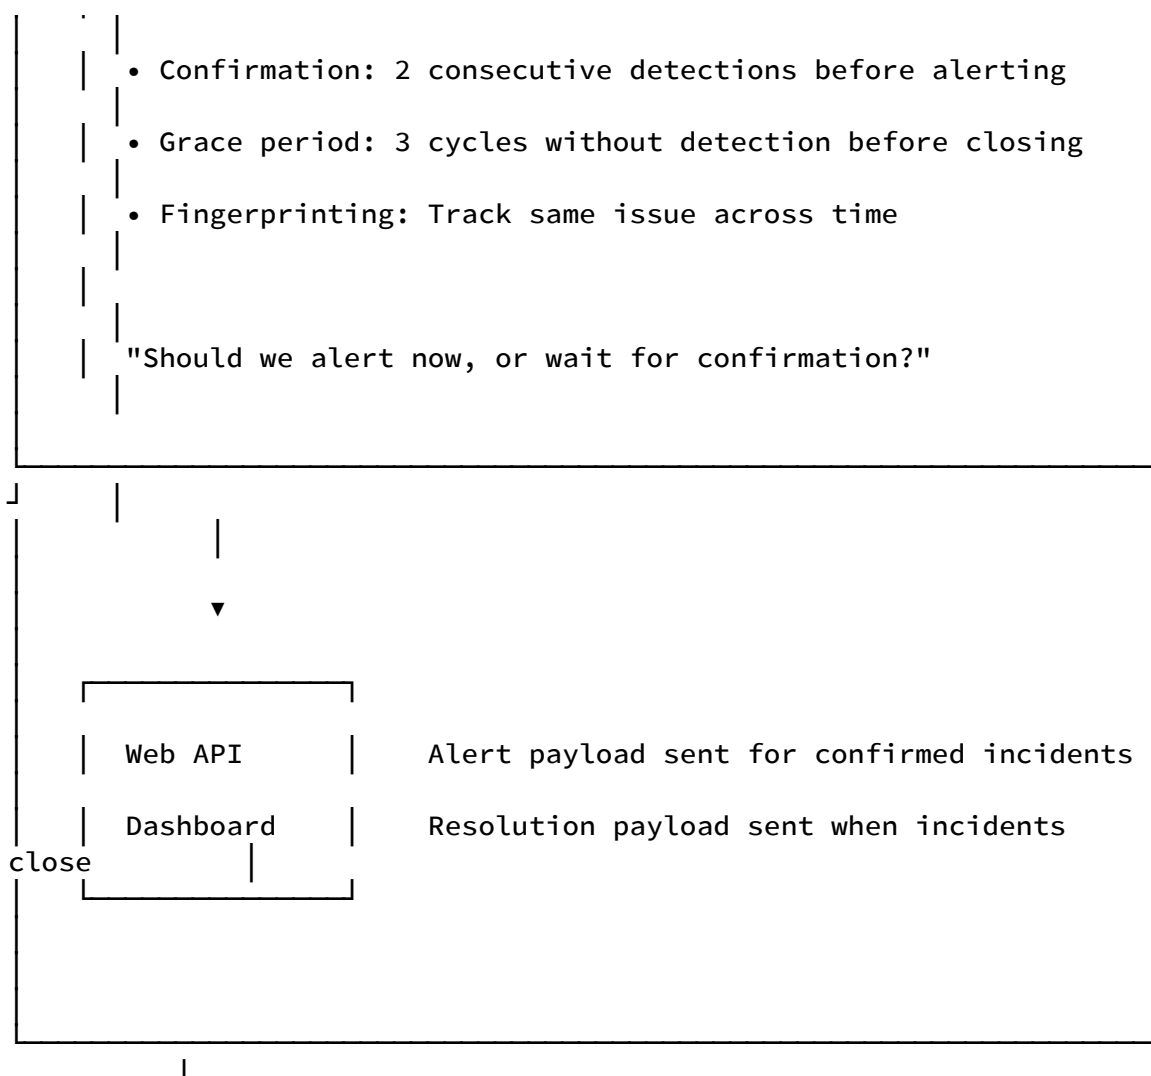 • Confirmation: 2 consecutive detections before alerting
• Grace period: 3 cycles without detection before closing
• Fingerprinting: Track same issue across time
"Should we alert now, or wait for confirmation?"
Web API Alert payload sent for confirmed incidents
Dashboard Resolution payload sent when incidents
close